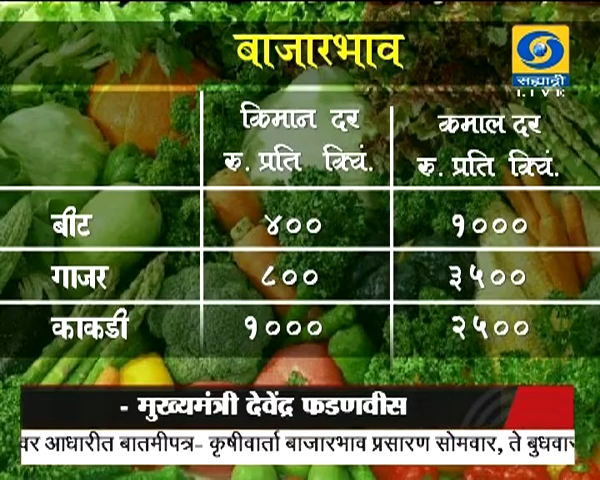 बाजारभाव
सह्याद्री
LIVE
किमान दर कमाल दर
रु. प्रति क्विं. रु. प्रति क्विं.
बीट ४०० १०००
गाजर ८०० ३५००
काकडी १००० २५००
- मुख्यमंत्री देवेंद्र फडणवीस
वर आधारीत बातमीपत्र- कृषीवार्ता बाजारभाव प्रसारण सोमवार, ते बुधवार